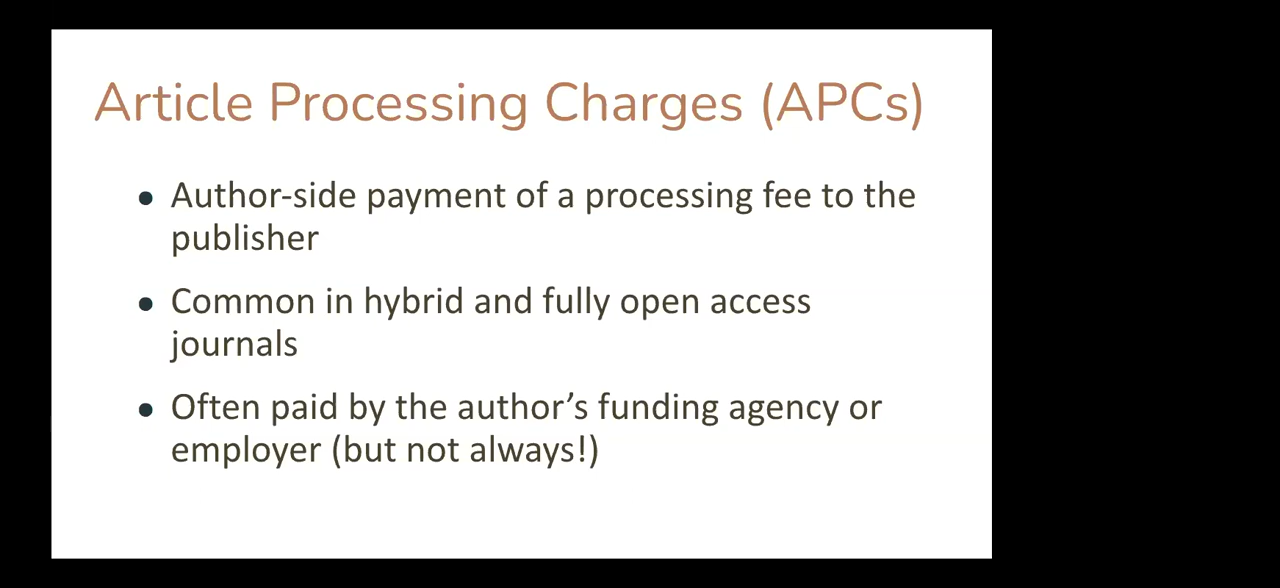 Article Processing Charges (APCs)
● Author-side payment of a processing fee to the
publisher
● Common in hybrid and fully open access
journals
● Often paid by the author’s funding agency or
employer (but not always!)